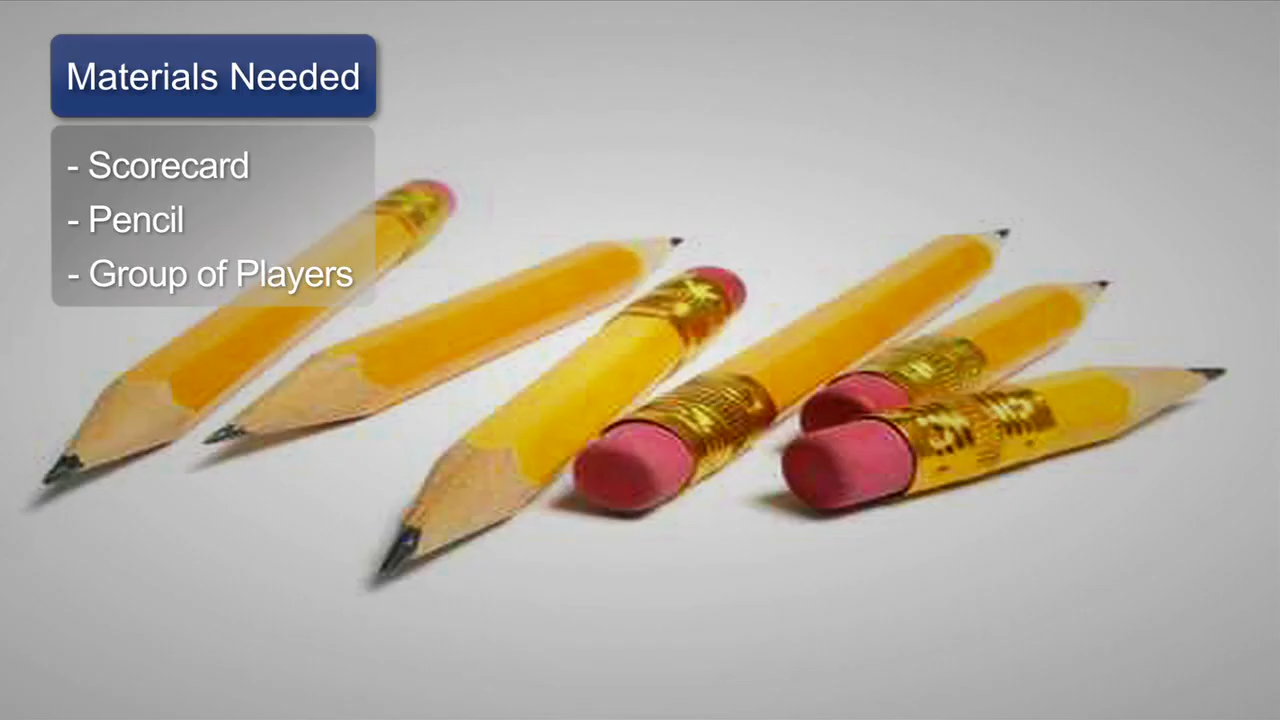 Materials Needed
- Scorecard
- Pencil
- Group of Players